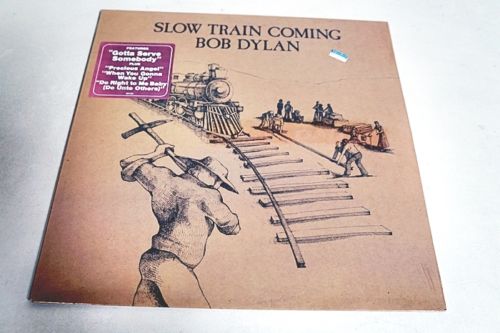 SLOW TRAIN COMING
BOB DYLAN
FEATURING
"Gotta Serve
Somebody"
PLUS
"Precious Angel"
"When You Gonna
Wake Up"
"Do Right to Me Baby
(Do Unto Others)"